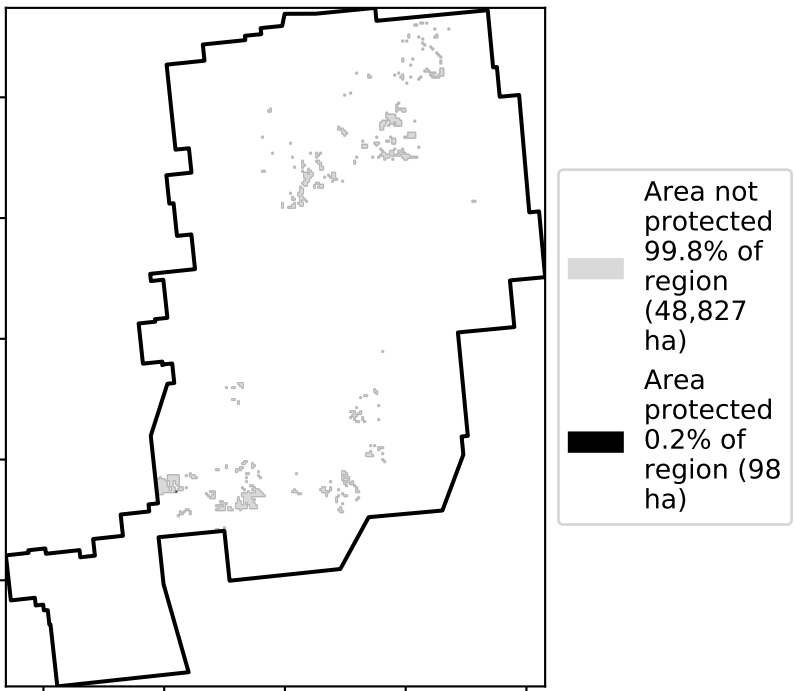 Area not
protected
99.8% of
region
(48,827
ha)
Area
protected
0.2% of
region (98
ha)